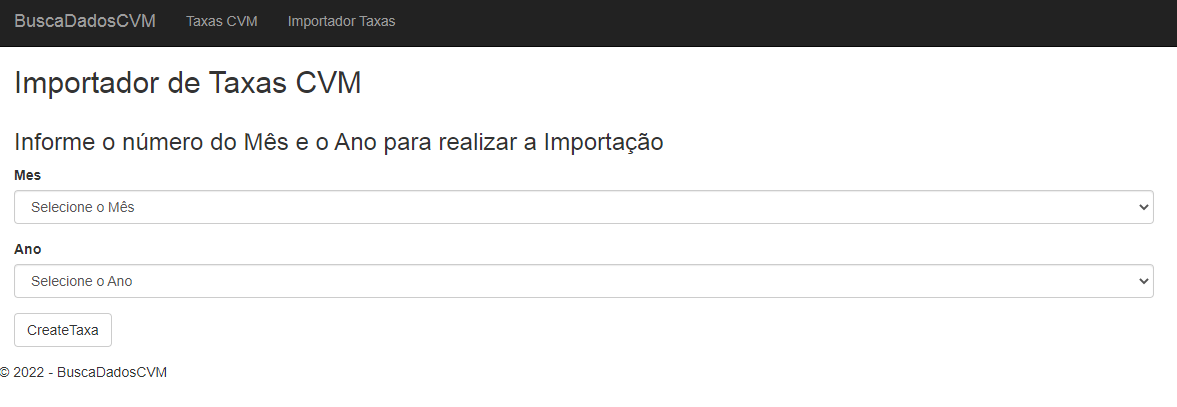 BuscaDadosCVM Taxas CVM Importador Taxas
Importador de Taxas CVM
Informe o número do Mês e o Ano para realizar a Importação
Mes
Selecione o Mês
Ano
Selecione o Ano
CreateTaxa
© 2022 - BuscaDadosCVM